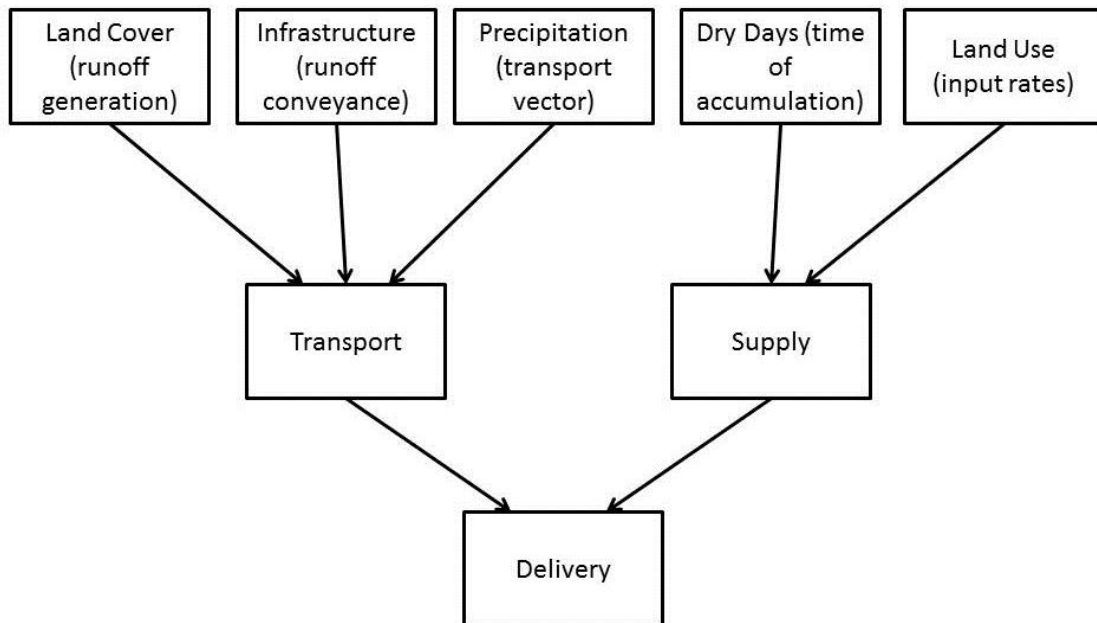 Land Cover
(runoff
generation)
Infrastructure
(runoff
conveyance)
Precipitation
(transport
vector)
Dry Days (time
of
accumulation)
Land Use
(input rates)
Transport
Supply
Delivery